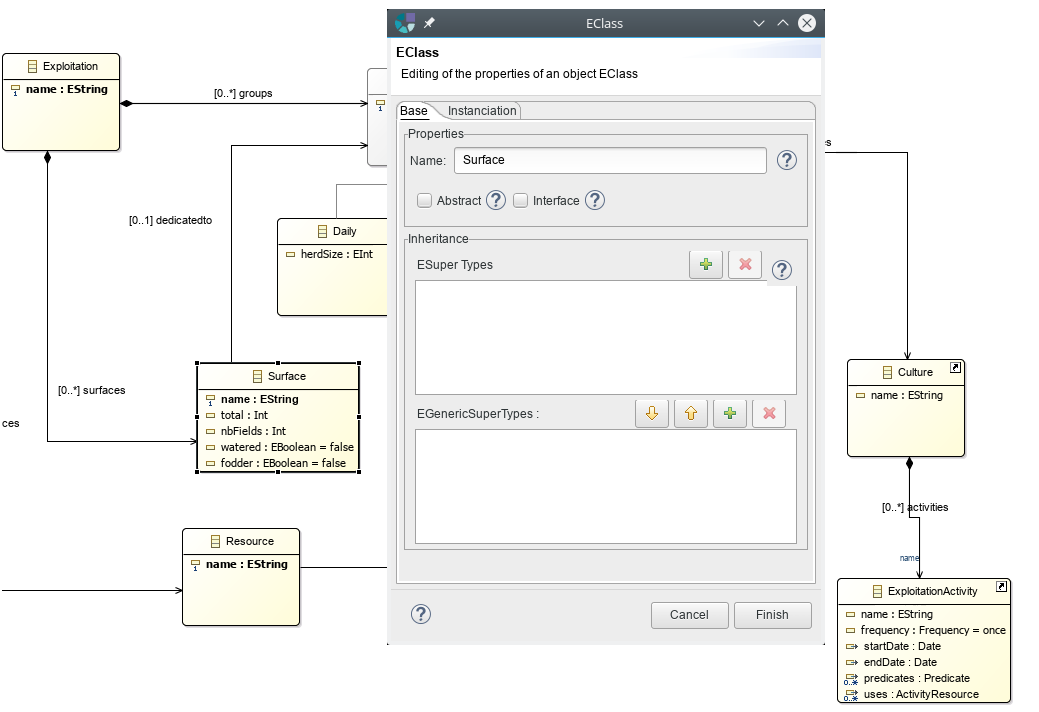 EClass
EClass
Editing of the properties of an object EClass
Base
Instanciation
Properties
Name:
Surface
Abstract
Interface
Inheritance
ESuper Types
EGenericSuperTypes :
Cancel
Finish
Exploitation
name : EString
[0..*] groups
[0..1] dedicatedto
Daily
herdSize : EInt
[0..*] surfaces
ces
Surface
name : EString
total : Int
nbFields : Int
watered : EBoolean = false
fodder : EBoolean = false
Resource
name : EString
Culture
name : EString
[0..*] activities
name
ExploitationActivity
name : EString
frequency : Frequency = once
startDate : Date
endDate : Date
predicates : Predicate
0..*
uses : ActivityResource
0..*